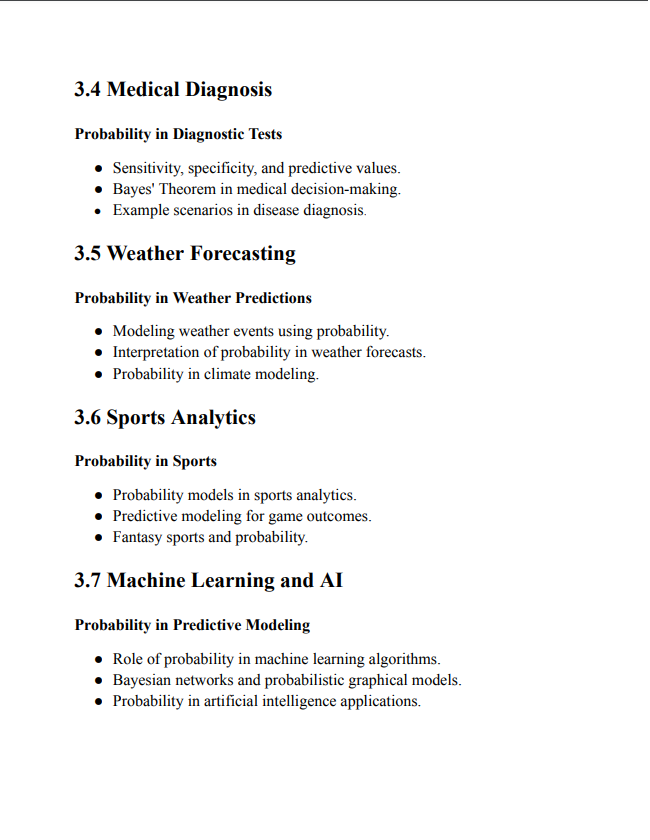 3.4 Medical Diagnosis
Probability in Diagnostic Tests
● Sensitivity, specificity, and predictive values.
● Bayes' Theorem in medical decision-making.
● Example scenarios in disease diagnosis.
3.5 Weather Forecasting
Probability in Weather Predictions
● Modeling weather events using probability.
● Interpretation of probability in weather forecasts.
● Probability in climate modeling.
3.6 Sports Analytics
Probability in Sports
● Probability models in sports analytics.
● Predictive modeling for game outcomes.
● Fantasy sports and probability.
3.7 Machine Learning and AI
Probability in Predictive Modeling
● Role of probability in machine learning algorithms.
● Bayesian networks and probabilistic graphical models.
● Probability in artificial intelligence applications.